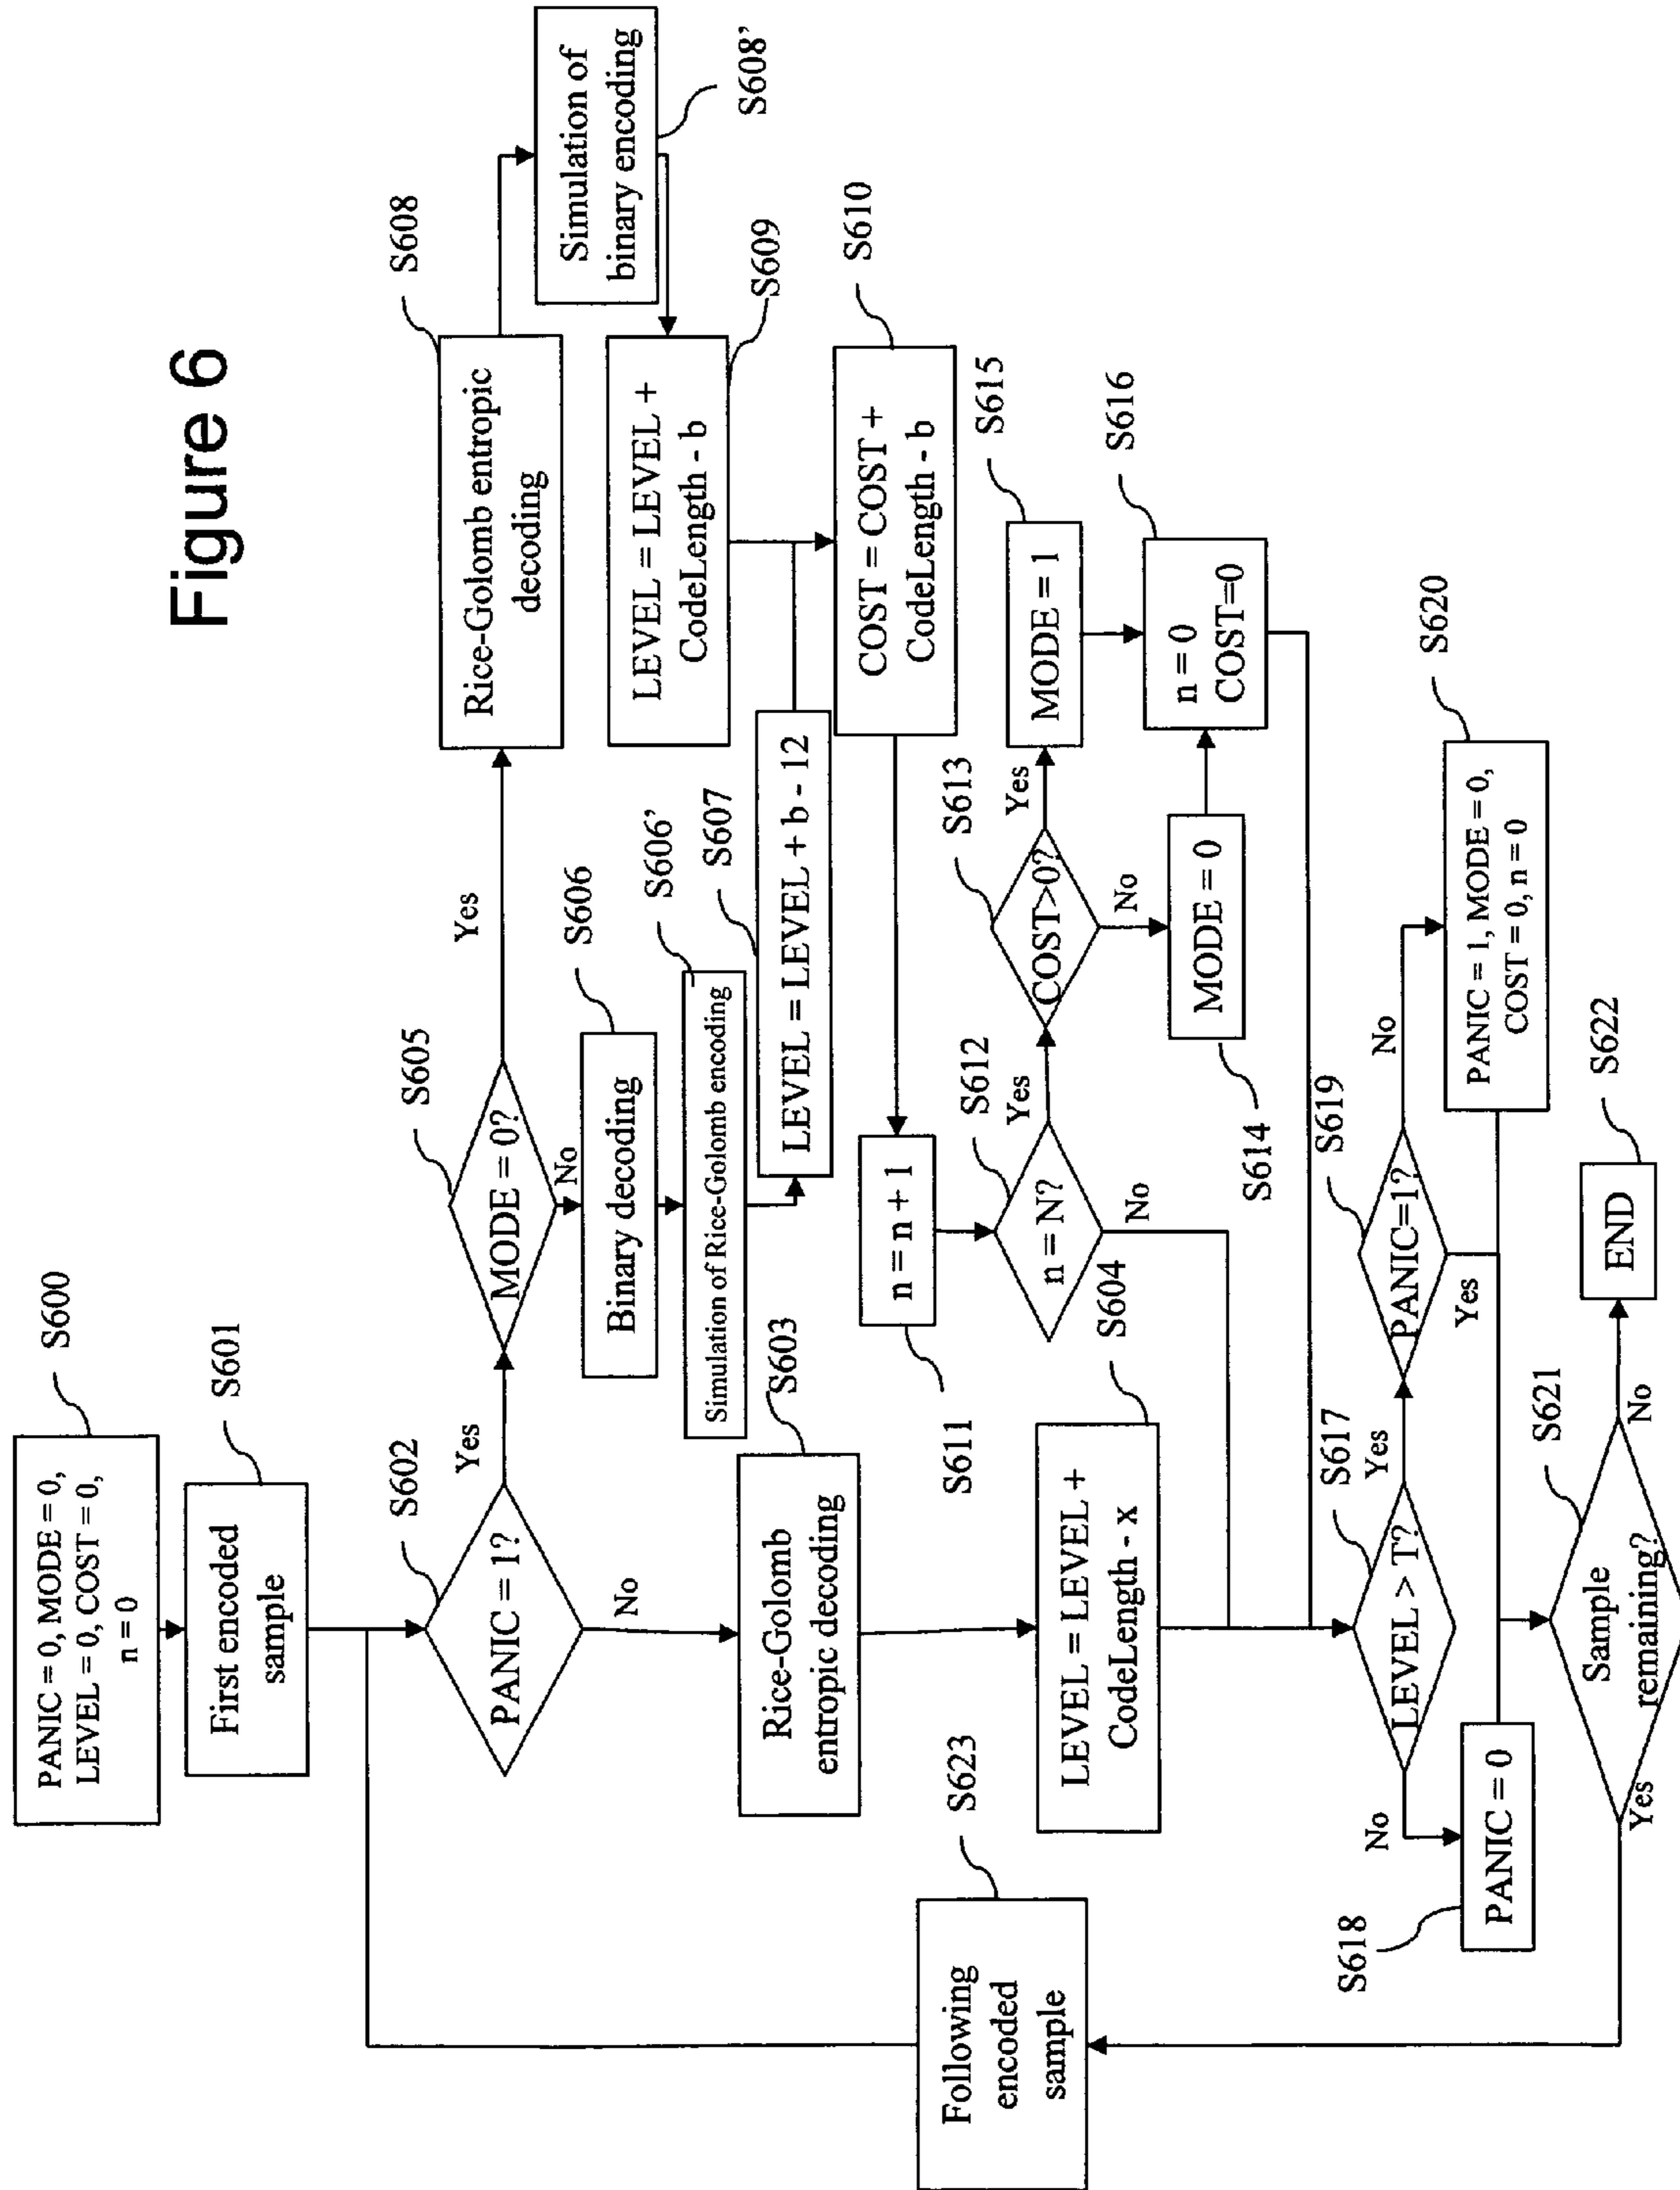 Figure 6
PANIC = 0, MODE = 0,
LEVEL = 0, COST = 0,
n = 0
S600
First encoded
sample
S601
PANIC = 1?
S602
Yes
No
MODE = 0?
S605
Yes
No
Rice-Golomb entropic
decoding
S608
Simulation of
binary encoding
S608'
Binary decoding
S606
Simulation of Rice-Golomb encoding
S606'
LEVEL = LEVEL + b - 12
S607
LEVEL = LEVEL +
CodeLength - b
S609
COST = COST +
CodeLength - b
S610
Rice-Golomb
entropic decoding
S603
LEVEL = LEVEL +
CodeLength - x
S604
n = n + 1
S611
n = N?
S612
Yes
No
COST>0?
S613
Yes
No
MODE = 1
S615
MODE = 0
S614
n = 0
COST=0
S616
LEVEL > T?
S617
Yes
No
PANIC = 0
S618
PANIC=1?
S619
No
Yes
PANIC = 1, MODE = 0,
COST = 0, n = 0
S620
Sample
remaining?
S621
No
Yes
END
S622
Following
encoded
sample
S623